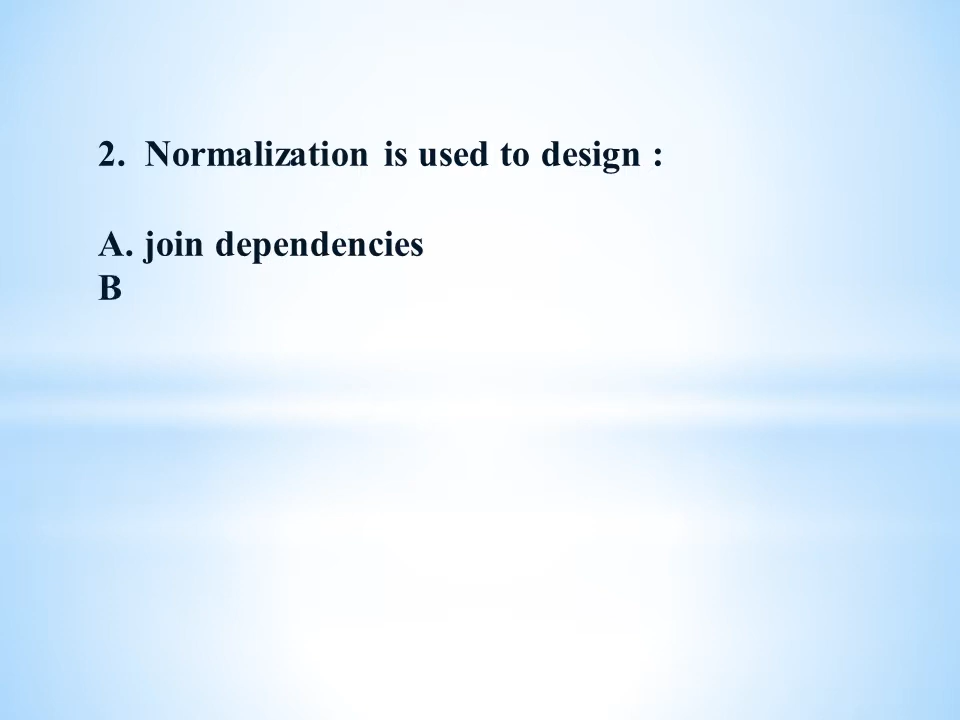 2. Normalization is used to design :
A. join dependencies
B